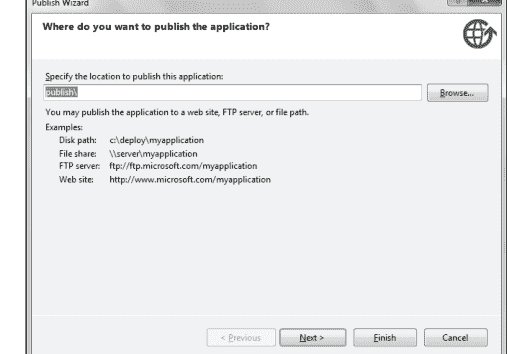 Publish Wizard
Where do you want to publish the application?
Specify the location to publish this application:
publish\
Browse...
You may publish the application to a web site, FTP server, or file path.
Examples:
Disk path: c:\deploy\myapplication
File share: \\server\myapplication
FTP server: ftp://ftp.microsoft.com/myapplication
Web site: http://www.microsoft.com/myapplication
< Previous
Next >
Finish
Cancel